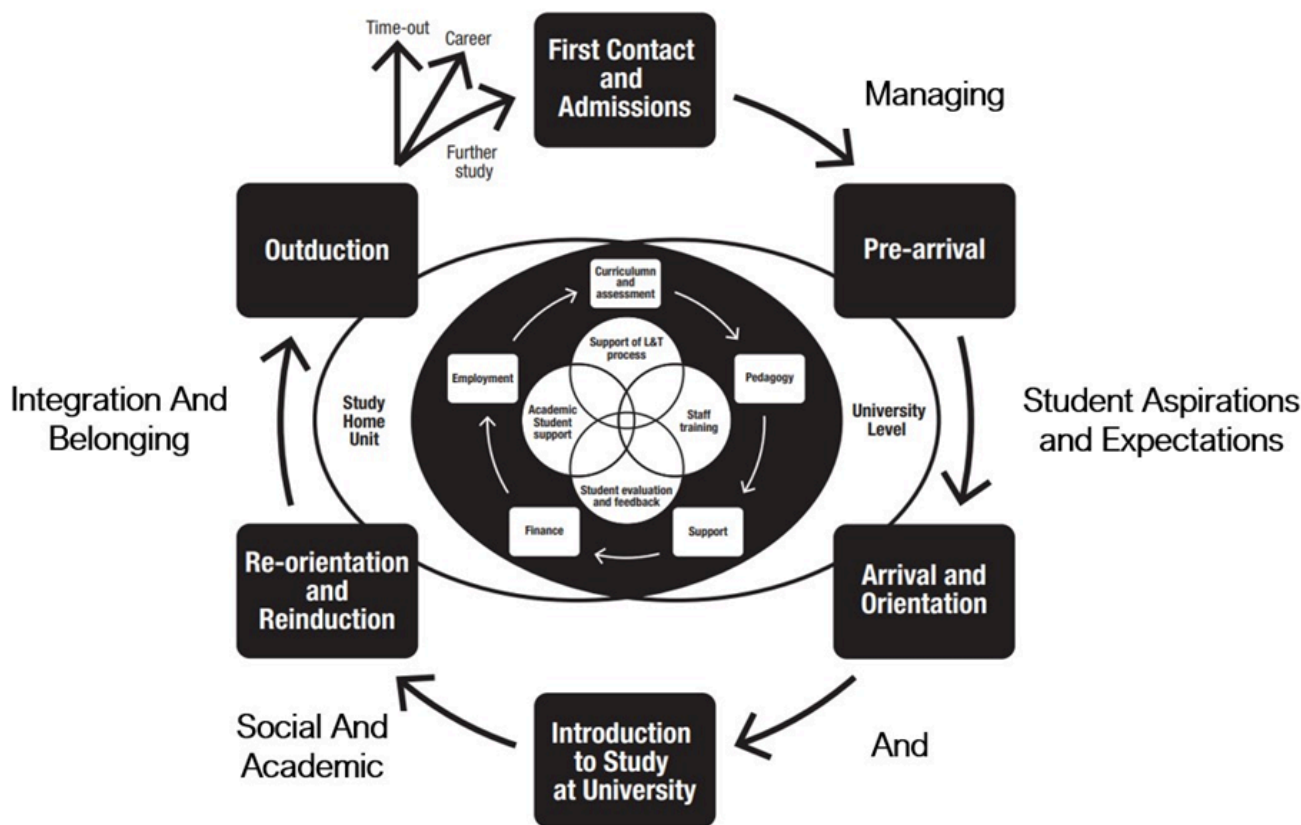 Time-out
Career
Further
study
First Contact
and
Admissions
Managing
Pre-arrival
Student Aspirations
and Expectations
Arrival and
Orientation
And
Introduction
to Study
at University
Social And
Academic
Re-orientation
and
Reinduction
Integration And
Belonging
Outduction
Study
Home
Unit
University
Level
Curriculumn
and
assessment
Pedagogy
Support
Finance
Employment
Support of L&T
process
Staff
training
Student evaluation
and feedback
Academic
Student
support